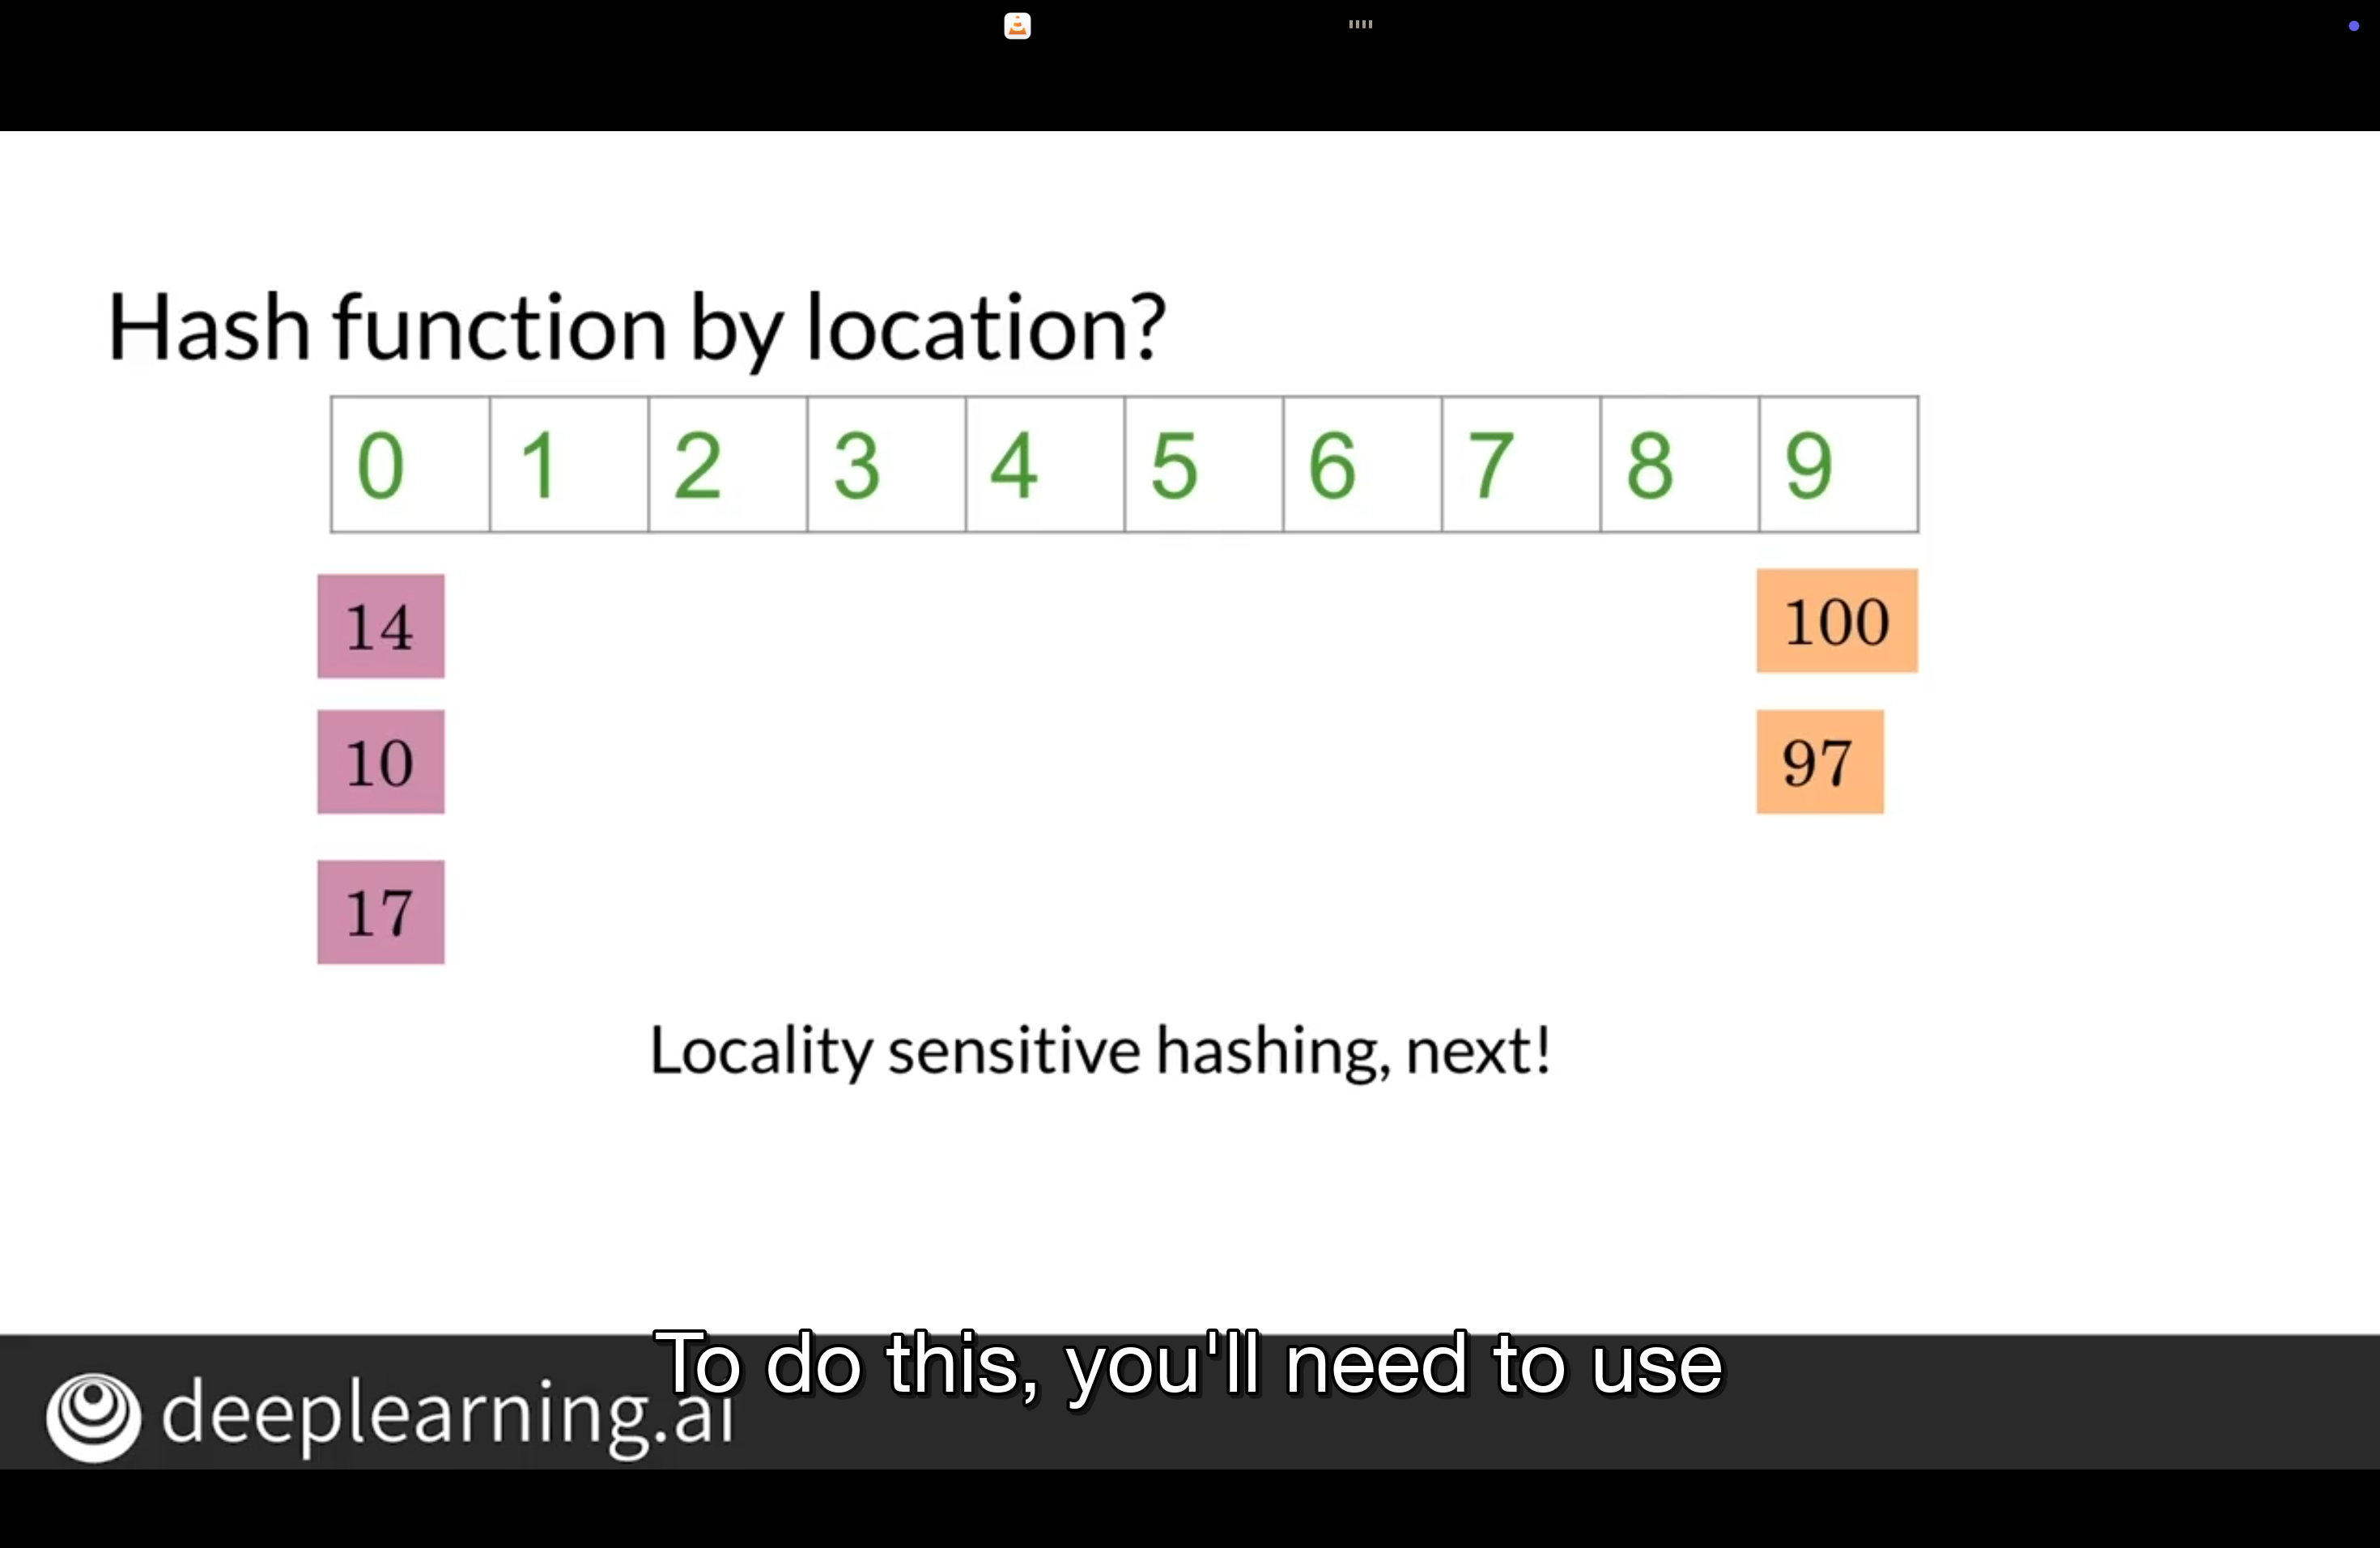 Hash function by location?
0 1 2 3 4 5 6 7 8 9
14 100
10 97
17
Locality sensitive hashing, next!
To do this, you'll need to use
deeplearning.ai